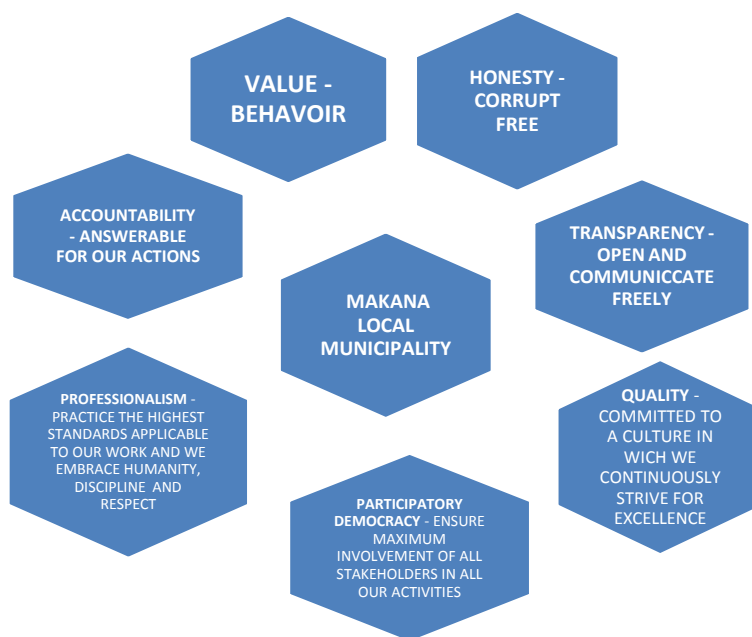 VALUE -
BEHAVOIR
HONESTY -
CORRUPT
FREE
ACCOUNTABILITY
- ANSWERABLE
FOR OUR ACTIONS
TRANSPARENCY -
OPEN AND
COMMUNICCATE
FREELY
MAKANA
LOCAL
MUNICIPALITY
PROFESSIONALISM -
PRACTICE THE HIGHEST
STANDARDS APPLICABLE
TO OUR WORK AND WE
EMBRACE HUMANITY,
DISCIPLINE AND
RESPECT
QUALITY -
COMMITTED TO
A CULTURE IN
WICH WE
CONTINUOUSLY
STRIVE FOR
EXCELLENCE
PARTICIPATORY
DEMOCRACY - ENSURE
MAXIMUM
INVOLVEMENT OF ALL
STAKEHOLDERS IN ALL
OUR ACTIVITIES